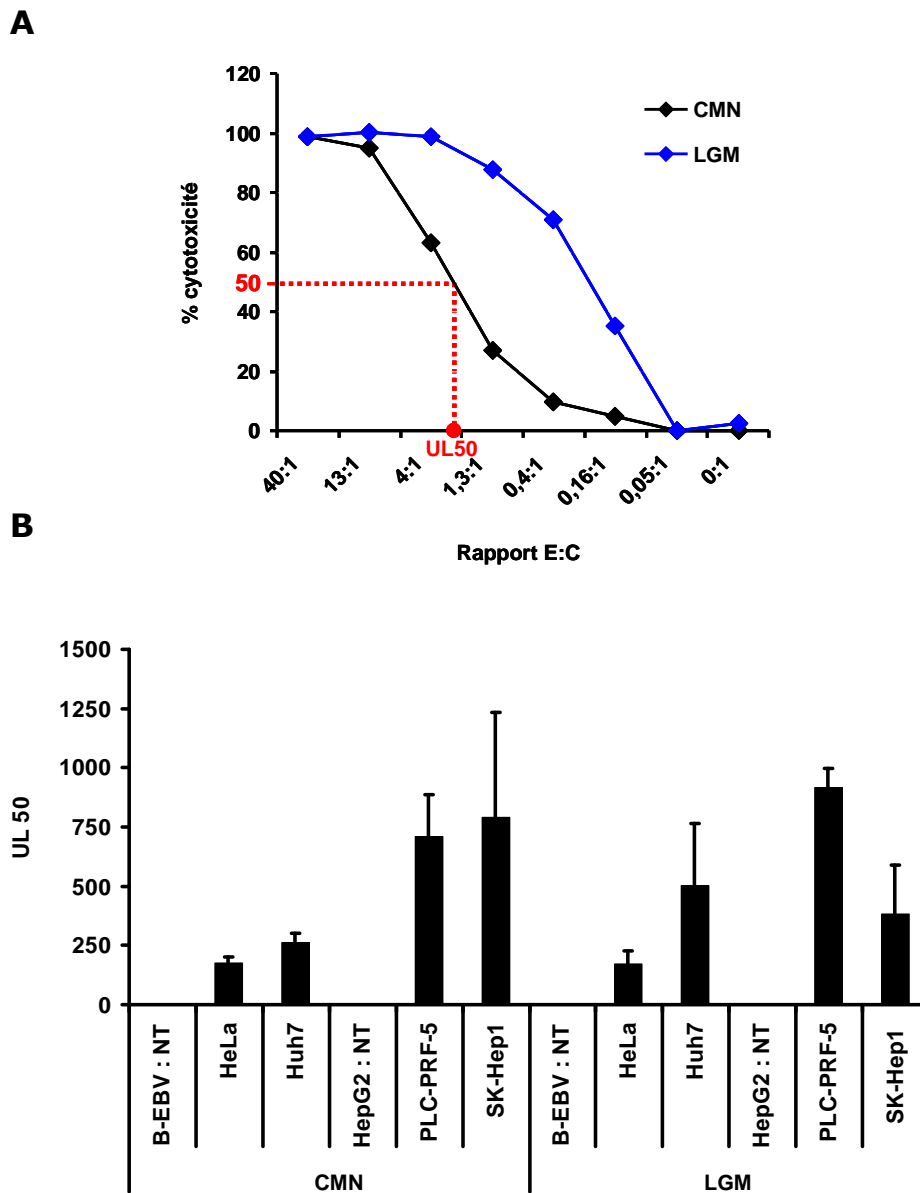 A
120
100
80
60
50
40
20
0
% cytotoxicité
CMN
LGM
UL50
40:1
13:1
4:1
1,3:1
0,4:1
0,16:1
0,05:1
0:1
Rapport E:C
B
1500
1250
1000
750
500
250
0
UL 50
B-EBV : NT
HeLa
Huh7
HepG2 : NT
PLC-PRF-5
SK-Hep1
B-EBV : NT
HeLa
Huh7
HepG2 : NT
PLC-PRF-5
SK-Hep1
CMN
LGM